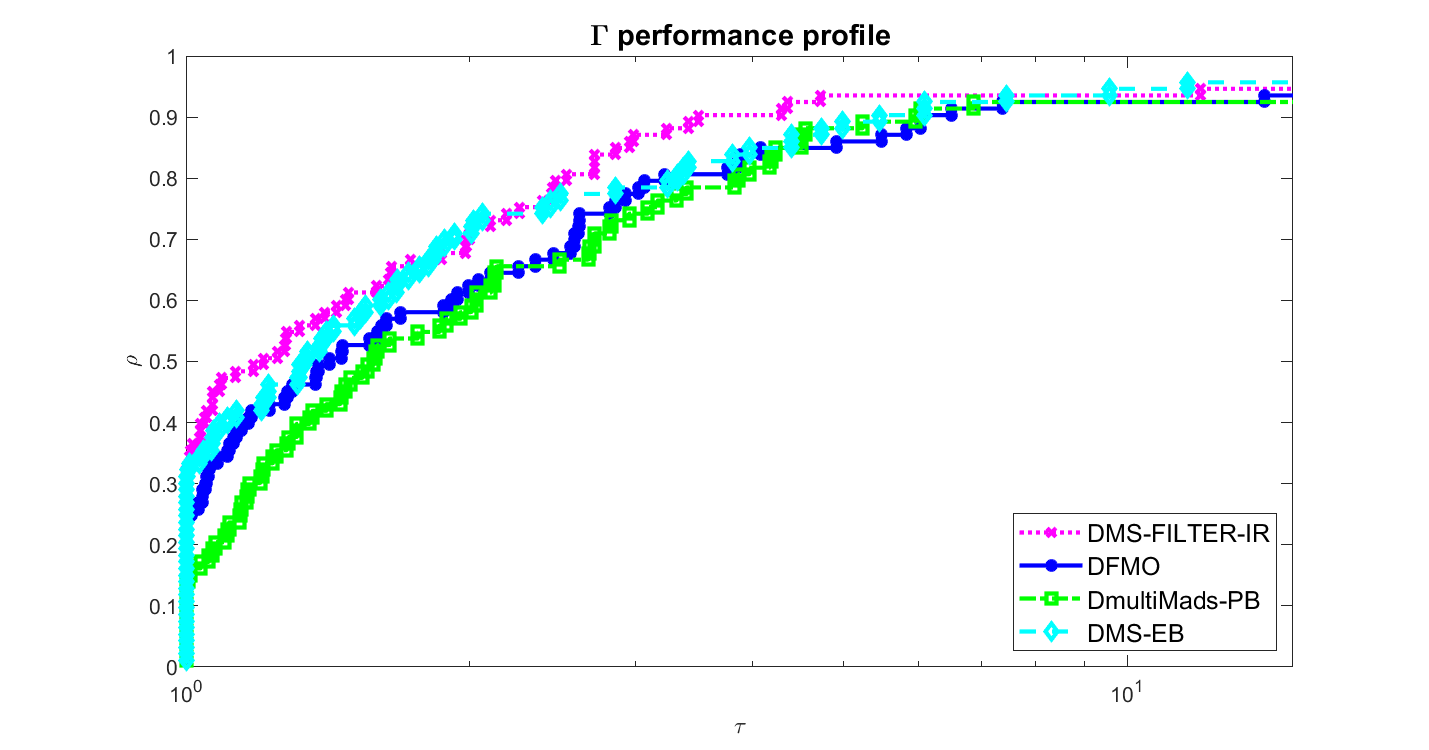 Γ performance profile
1
0.9
0.8
0.7
0.6
0.5
0.4
0.3
0.2
0.1
0
ρ
10^0
10^1
τ
DMS-FILTER-IR
DFMO
DmultiMads-PB
DMS-EB